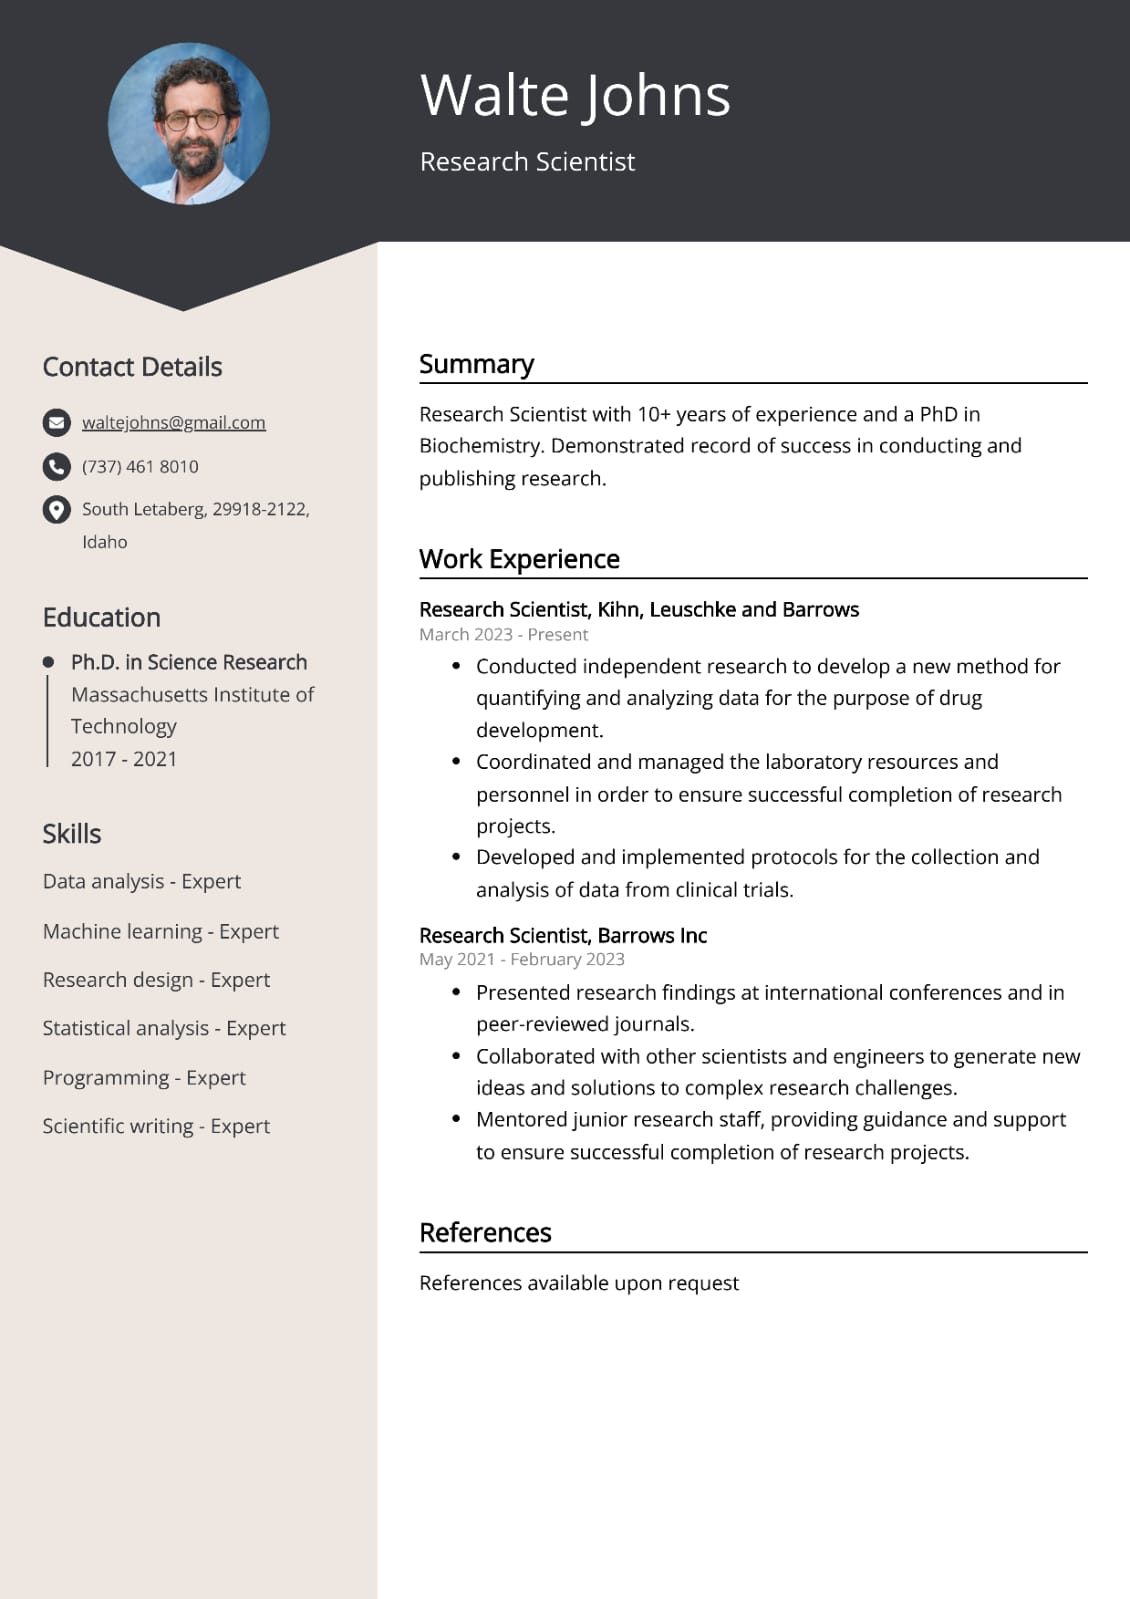 Walte Johns
Research Scientist
Contact Details
waltejohns@gmail.com
(737) 461 8010
South Letaberg, 29918-2122,
Idaho
Education
Ph.D. in Science Research
Massachusetts Institute of
Technology
2017 - 2021
Skills
Data analysis - Expert
Machine learning - Expert
Research design - Expert
Statistical analysis - Expert
Programming - Expert
Scientific writing - Expert
Summary
Research Scientist with 10+ years of experience and a PhD in
Biochemistry. Demonstrated record of success in conducting and
publishing research.
Work Experience
Research Scientist, Kihn, Leuschke and Barrows
March 2023 - Present
• Conducted independent research to develop a new method for
quantifying and analyzing data for the purpose of drug
development.
• Coordinated and managed the laboratory resources and
personnel in order to ensure successful completion of research
projects.
• Developed and implemented protocols for the collection and
analysis of data from clinical trials.
Research Scientist, Barrows Inc
May 2021 - February 2023
• Presented research findings at international conferences and in
peer-reviewed journals.
• Collaborated with other scientists and engineers to generate new
ideas and solutions to complex research challenges.
• Mentored junior research staff, providing guidance and support
to ensure successful completion of research projects.
References
References available upon request